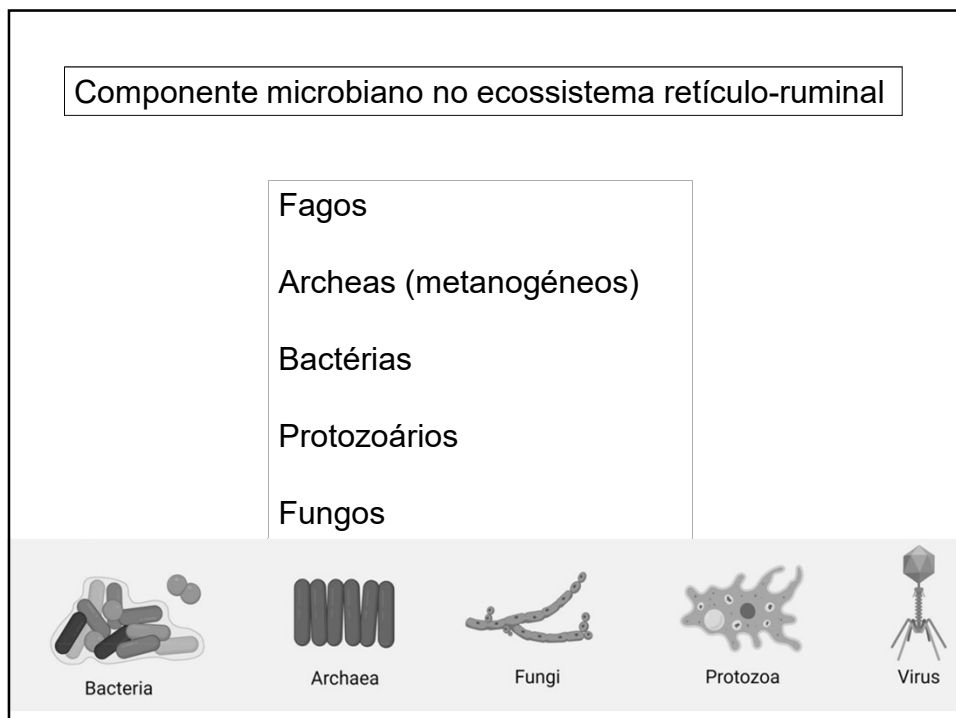 Componente microbiano no ecossistema retículo-ruminal
Fagos
Archeas (metanogéneos)
Bactérias
Protozoários
Fungos
Bacteria
Archaea
Fungi
Protozoa
Virus